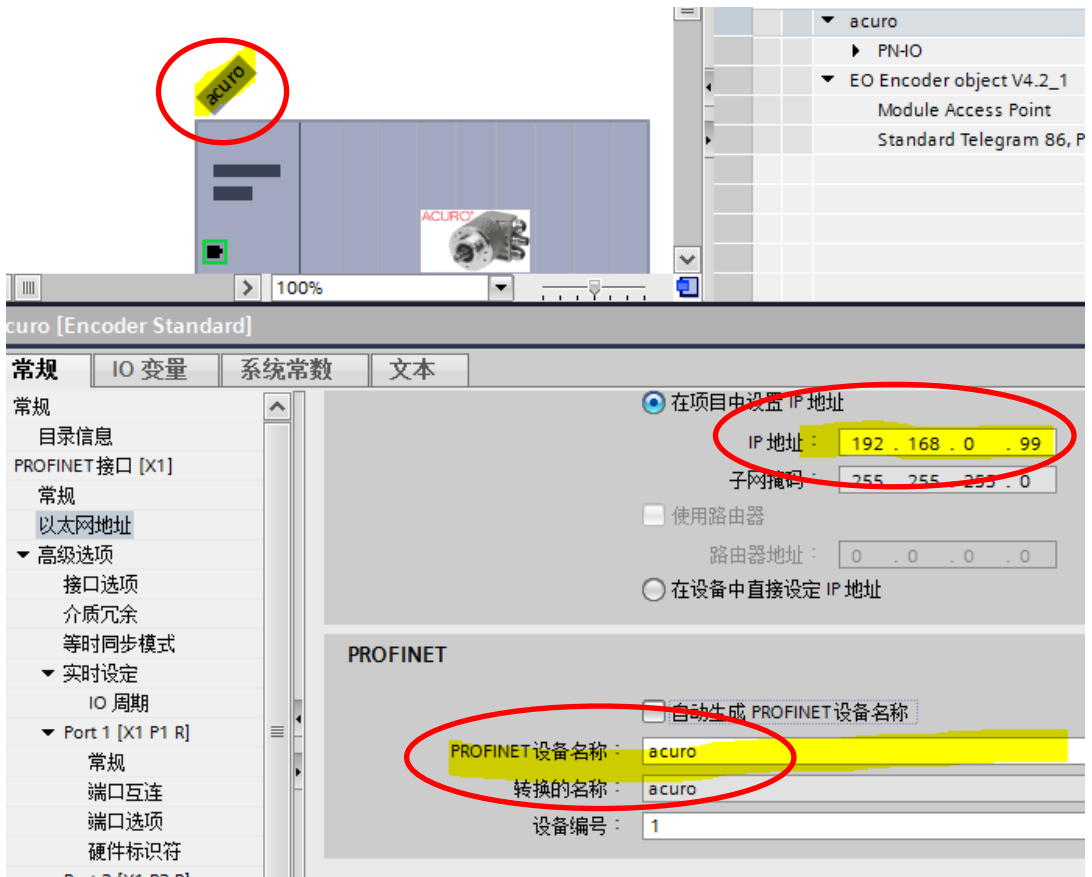 acuro
PN-IO
EO Encoder object V4.2_1
Module Access Point
Standard Telegram 86, P
acuro
ACURO
100%
curo [Encoder Standard]
常规
IO 变量
系统常数
文本
常规
目录信息
PROFINET接口 [X1]
常规
以太网地址
高级选项
接口选项
介质冗余
等时同步模式
实时设定
IO 周期
Port 1 [X1 P1 R]
常规
端口互连
端口选项
硬件标识符
在项目中设置 IP 地址
IP 地址： 192 . 168 . 0 . 99
子网掩码： 255 . 255 . 255 . 0
使用路由器
路由器地址： 0 . 0 . 0 . 0
在设备中直接设定 IP 地址
PROFINET
自动生成 PROFINET 设备名称
PROFINET设备名称： acuro
转换的名称： acuro
设备编号： 1